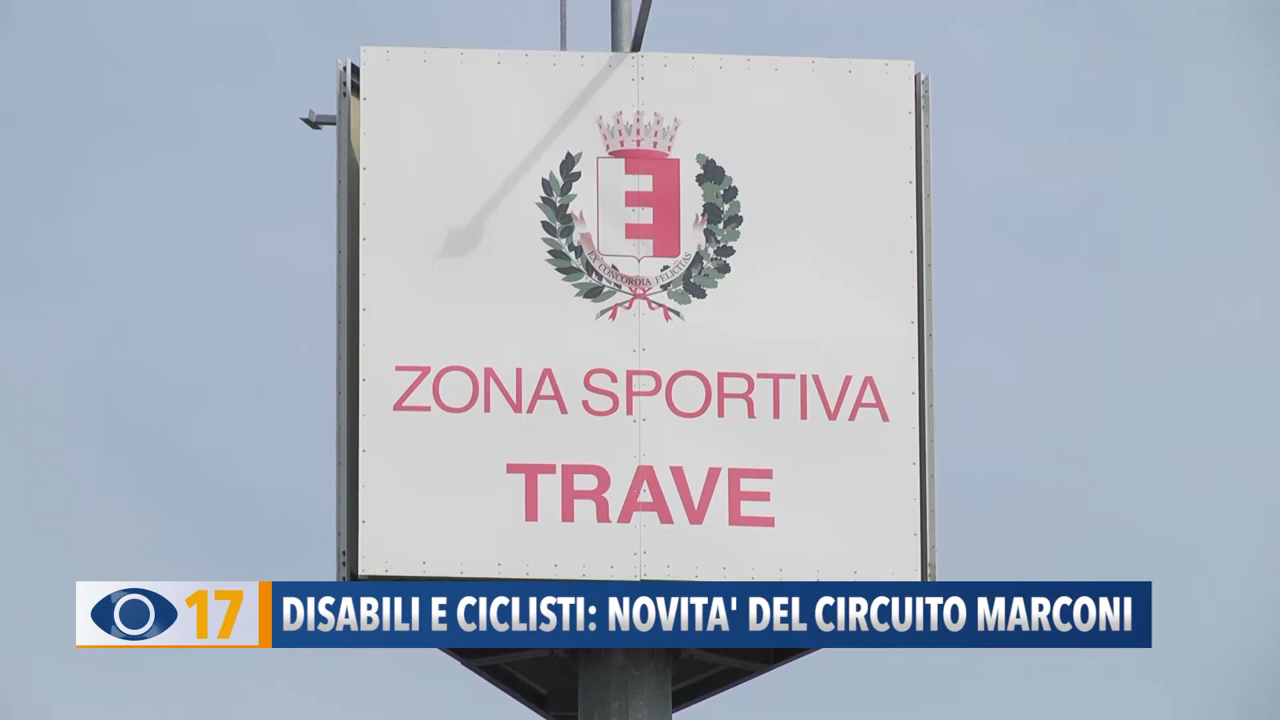 EX CONCORDIA FELICITAS
ZONA SPORTIVA
TRAVE
17
DISABILI E CICLISTI: NOVITA' DEL CIRCUITO MARCONI